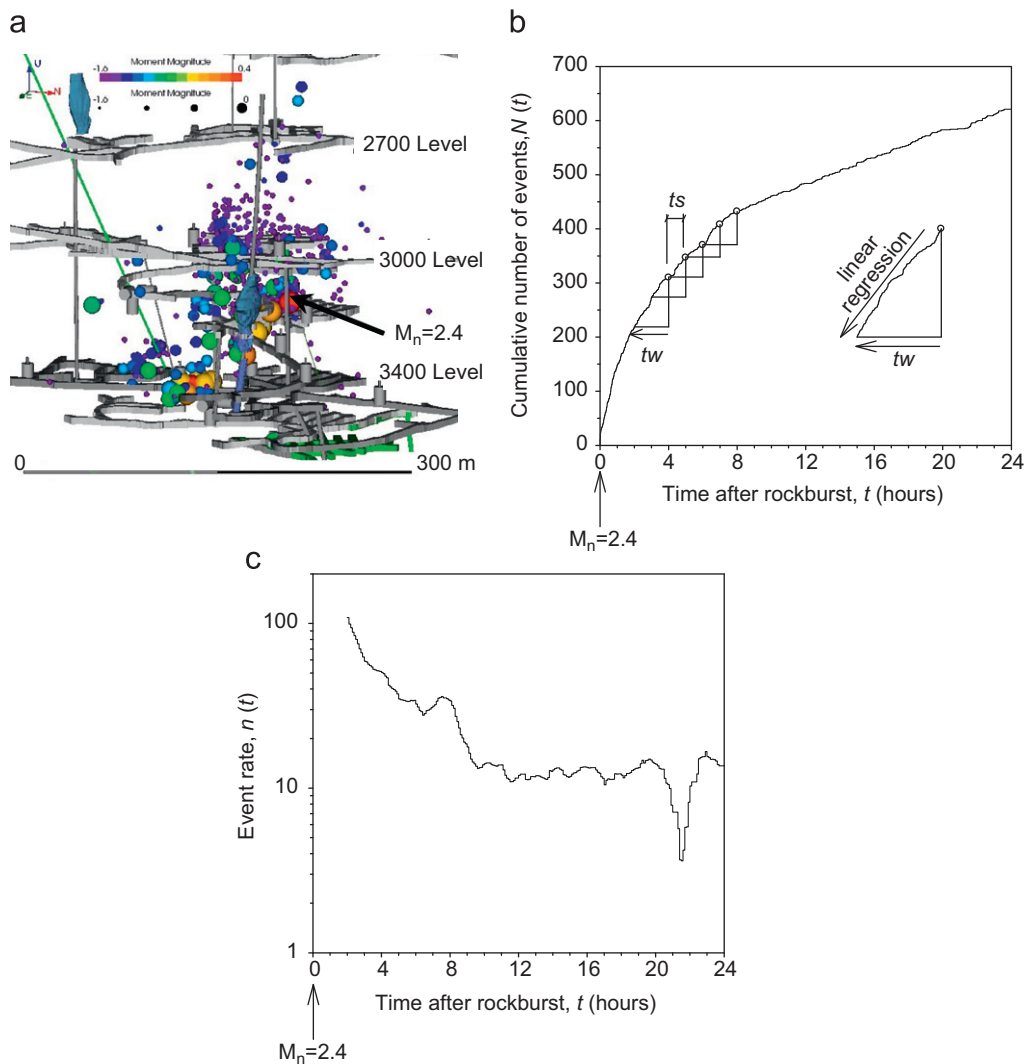 a
U
N
Moment Magnitude
-1.6 0.4
Moment Magnitude
-1.6 0
2700 Level
3000 Level
Mn=2.4
3400 Level
0 300 m
b
Cumulative number of events, N (t)
700
600
500
400
300
200
100
0
ts
tw
linear regression
tw
0 4 8 12 16 20 24
Time after rockburst, t (hours)
Mn=2.4
c
Event rate, n (t)
100
10
1
0 4 8 12 16 20 24
Time after rockburst, t (hours)
Mn=2.4